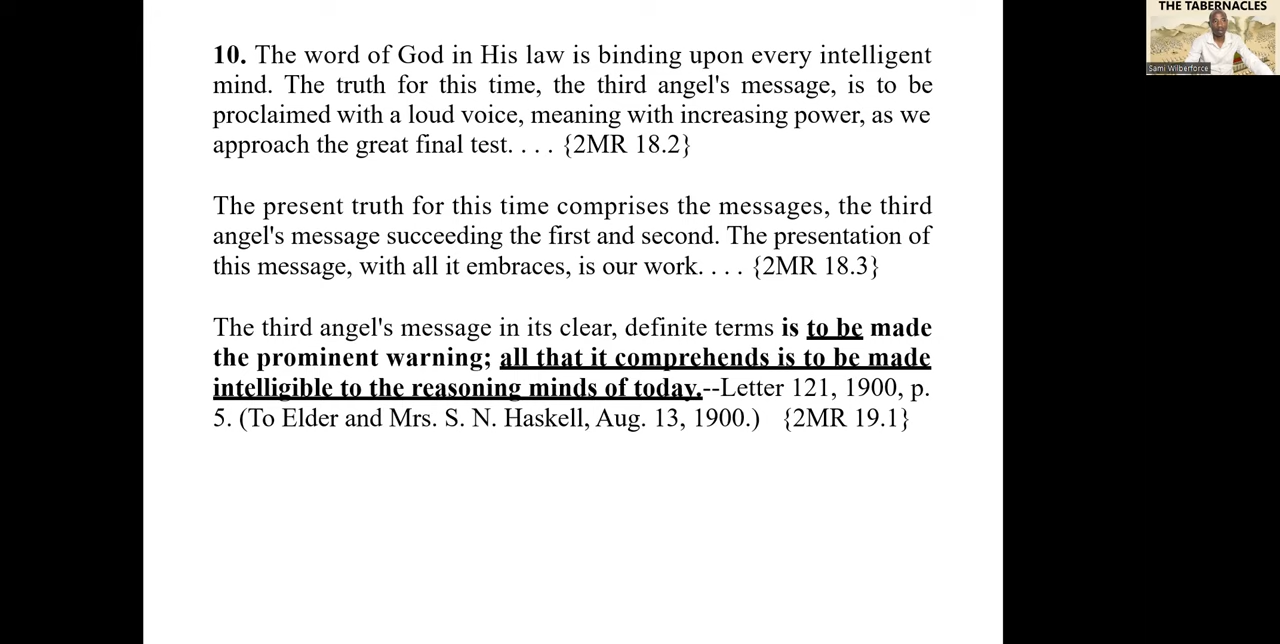 THE TABERNACLES
Sami Wilberforce
10. The word of God in His law is binding upon every intelligent
mind. The truth for this time, the third angel's message, is to be
proclaimed with a loud voice, meaning with increasing power, as we
approach the great final test. . . . {2MR 18.2}
The present truth for this time comprises the messages, the third
angel's message succeeding the first and second. The presentation of
this message, with all it embraces, is our work. . . . {2MR 18.3}
The third angel's message in its clear, definite terms is to be made
the prominent warning; all that it comprehends is to be made
intelligible to the reasoning minds of today.--Letter 121, 1900, p.
5. (To Elder and Mrs. S. N. Haskell, Aug. 13, 1900.) {2MR 19.1}